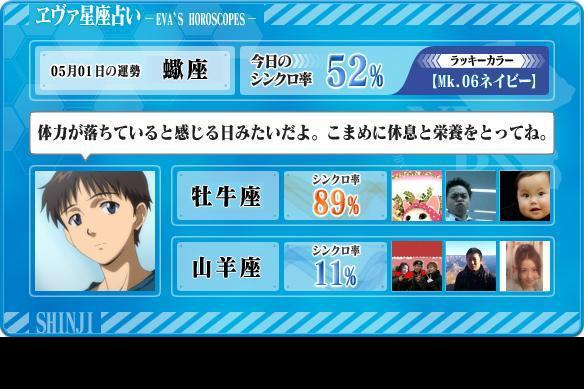 ヱヴァ星座占い －EVA'S HOROSCOPES－
05月01日の運勢 蠍座
今日の
シンクロ率 52%
ラッキーカラー
【Mk.06ネイビー】
体力が落ちていると感じる日みたいだよ。こまめに休息と栄養をとってね。
牡牛座
シンクロ率
89%
山羊座
シンクロ率
11%
SHINJI